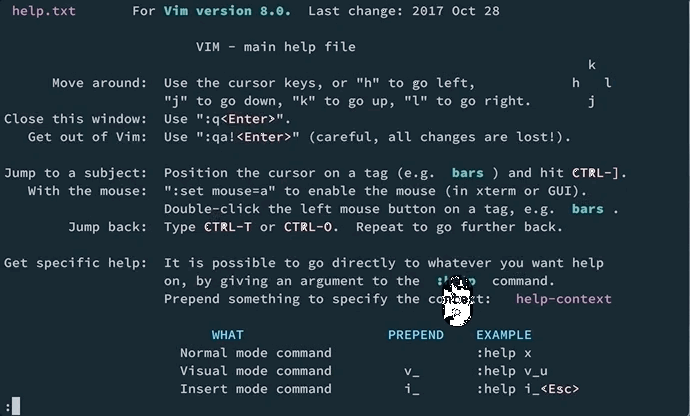 help.txt For Vim version 8.0. Last change: 2017 Oct 28
VIM - main help file
k
Move around: Use the cursor keys, or "h" to go left, h l
"j" to go down, "k" to go up, "l" to go right. j
Close this window: Use ":q<Enter>".
Get out of Vim: Use ":qa!<Enter>" (careful, all changes are lost!).
Jump to a subject: Position the cursor on a tag (e.g. bars ) and hit CTRL-].
With the mouse: ":set mouse=a" to enable the mouse (in xterm or GUI).
Double-click the left mouse button on a tag, e.g. bars .
Jump back: Type CTRL-T or CTRL-O. Repeat to go further back.
Get specific help: It is possible to go directly to whatever you want help
on, by giving an argument to the :help command.
Prepend something to specify the context: help-context
WHAT PREPEND EXAMPLE
Normal mode command :help x
Visual mode command v_ :help v_u
Insert mode command i_ :help i_<Esc>
: